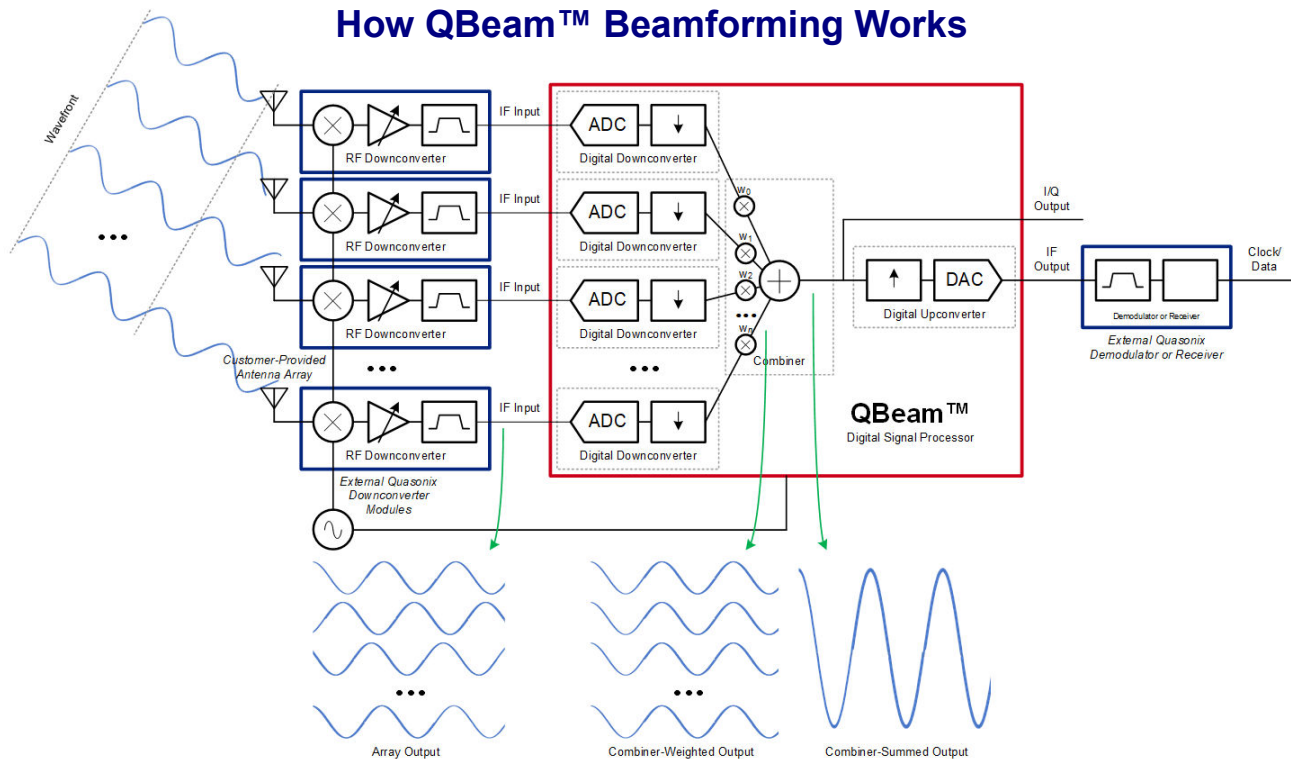 How QBeam™ Beamforming Works
Wavefront
IF Input
ADC
RF Downconverter
Digital Downconverter
IF Input
ADC
RF Downconverter
Digital Downconverter
IF Input
ADC
RF Downconverter
Digital Downconverter
IF Input
ADC
RF Downconverter
Digital Downconverter
Customer-Provided
Antenna Array
External Quasonix
Downconverter
Modules
w0
w1
w2
wn
Combiner
I/Q
Output
DAC
Digital Upconverter
IF
Output
Demodulator or Receiver
External Quasonix
Demodulator or Receiver
Clock/
Data
QBeam™
Digital Signal Processor
Array Output
Combiner-Weighted Output
Combiner-Summed Output